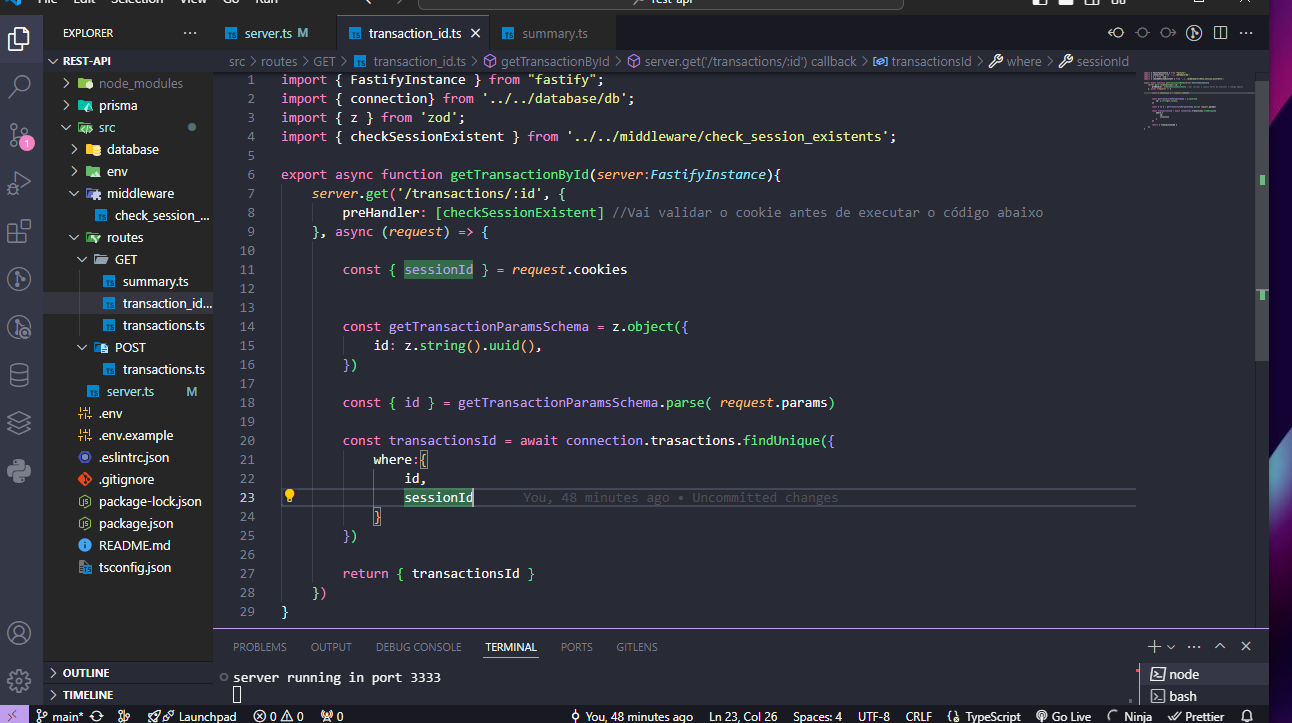 File Edit Selection View Go Run
rest-api
EXPLORER
server.ts M
transaction_id.ts
summary.ts
REST-API
src > routes > GET > transaction_id.ts > getTransactionById > server.get('/transactions/:id') callback > transactionsId > where > sessionId
node_modules
prisma
src
database
env
middleware
check_session_...
routes
GET
summary.ts
transaction_id...
transactions.ts
POST
transactions.ts
server.ts M
.env
.env.example
.eslintrc.json
.gitignore
package-lock.json
package.json
README.md
tsconfig.json
OUTLINE
TIMELINE
1
1 import { FastifyInstance } from "fastify";
2 import { connection} from '../../database/db';
3 import { z } from 'zod';
4 import { checkSessionExistent } from '../../middleware/check_session_existents';
5
6 export async function getTransactionById(server:FastifyInstance){
7 server.get('/transactions/:id', {
8 preHandler: [checkSessionExistent] //Vai validar o cookie antes de executar o código abaixo
9 }, async (request) => {
10
11 const { sessionId } = request.cookies
12
13
14 const getTransactionParamsSchema = z.object({
15 id: z.string().uuid(),
16 })
17
18 const { id } = getTransactionParamsSchema.parse( request.params)
19
20 const transactionsId = await connection.trasactions.findUnique({
21 where:{
22 id,
23 sessionId You, 48 minutes ago • Uncommitted changes
24 }
25 })
26
27 return { transactionsId }
28 })
29 }
PROBLEMS OUTPUT DEBUG CONSOLE TERMINAL PORTS GITLENS
server running in port 3333
node
bash
main* Launchpad 0 0 0 You, 48 minutes ago Ln 23, Col 26 Spaces: 4 UTF-8 CRLF {} TypeScript Go Live Ninja Prettier